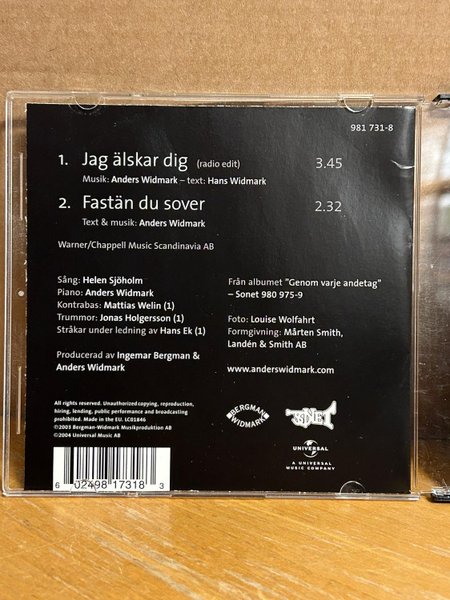 981 731-8
1. Jag älskar dig (radio edit) 3.45
Musik: Anders Widmark – text: Hans Widmark
2. Fastän du sover 2.32
Text & musik: Anders Widmark
Warner/Chappell Music Scandinavia AB
Sång: Helen Sjöholm
Piano: Anders Widmark
Kontrabas: Mattias Welin (1)
Trummor: Jonas Holgersson (1)
Stråkar under ledning av Hans Ek (1)
Producerad av Ingemar Bergman &
Anders Widmark
Från albumet "Genom varje andetag"
– Sonet 980 975-9
Foto: Louise Wolfahrt
Formgivning: Mårten Smith,
Landén & Smith AB
www.anderswidmark.com
All rights reserved. Unauthorized copying, reproduction,
hiring, lending, public performance and broadcasting
prohibited. Made in the EU. LC01846
℗2003 Bergman-Widmark Musikproduktion AB
©2004 Universal Music AB
BERGMAN
WIDMARK
SONET
UNIVERSAL
A UNIVERSAL
MUSIC COMPANY
6 02498 17318 3